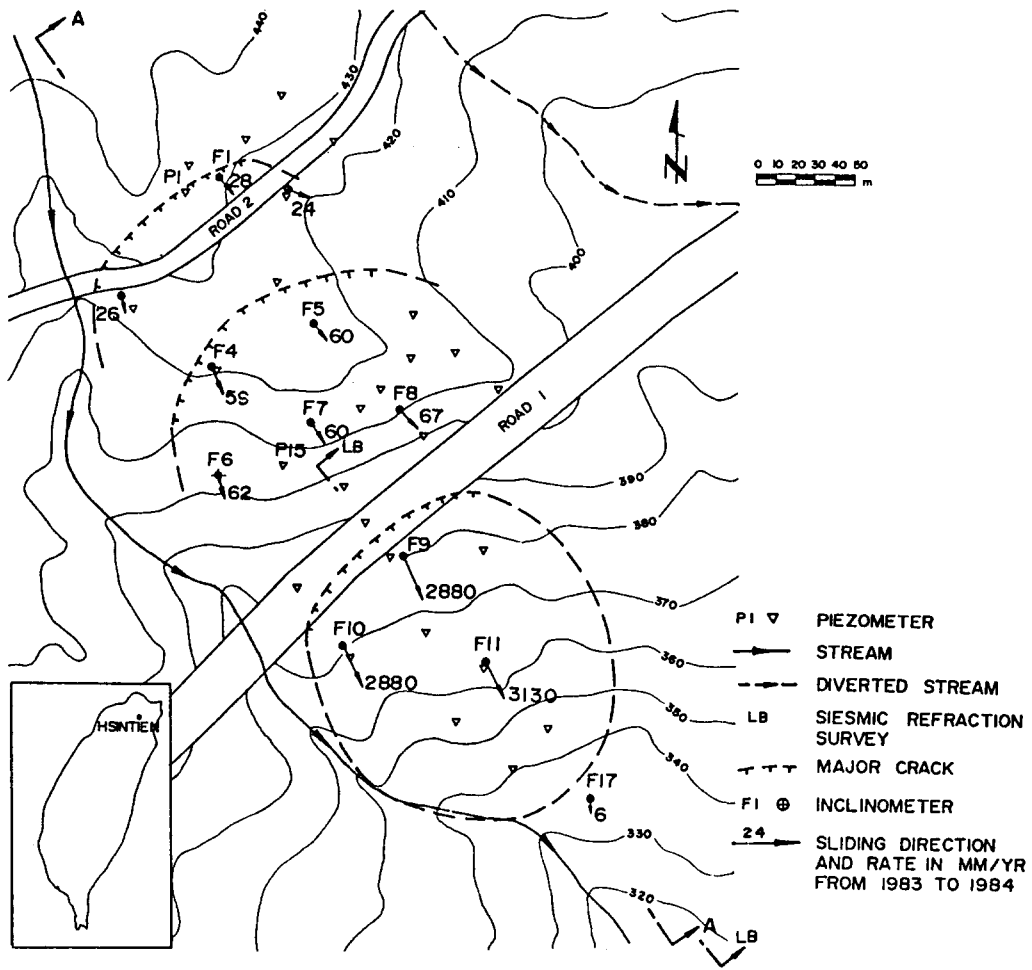 A
440
430
420
410
400
F1
P1
28
24
ROAD 2
N
0 10 20 30 40 50
m
26
F5
60
F4
59
F7
60
F8
67
P15
LB
F6
62
ROAD 1
390
380
F9
2880
370
F10
2880
F11
3130
360
350
340
F17
6
330
320
A
LB
HSINTIEN
P1 PIEZOMETER
STREAM
DIVERTED STREAM
LB SIESMIC REFRACTION
SURVEY
MAJOR CRACK
F1 INCLINOMETER
24 SLIDING DIRECTION
AND RATE IN MM/YR
FROM 1983 TO 1984